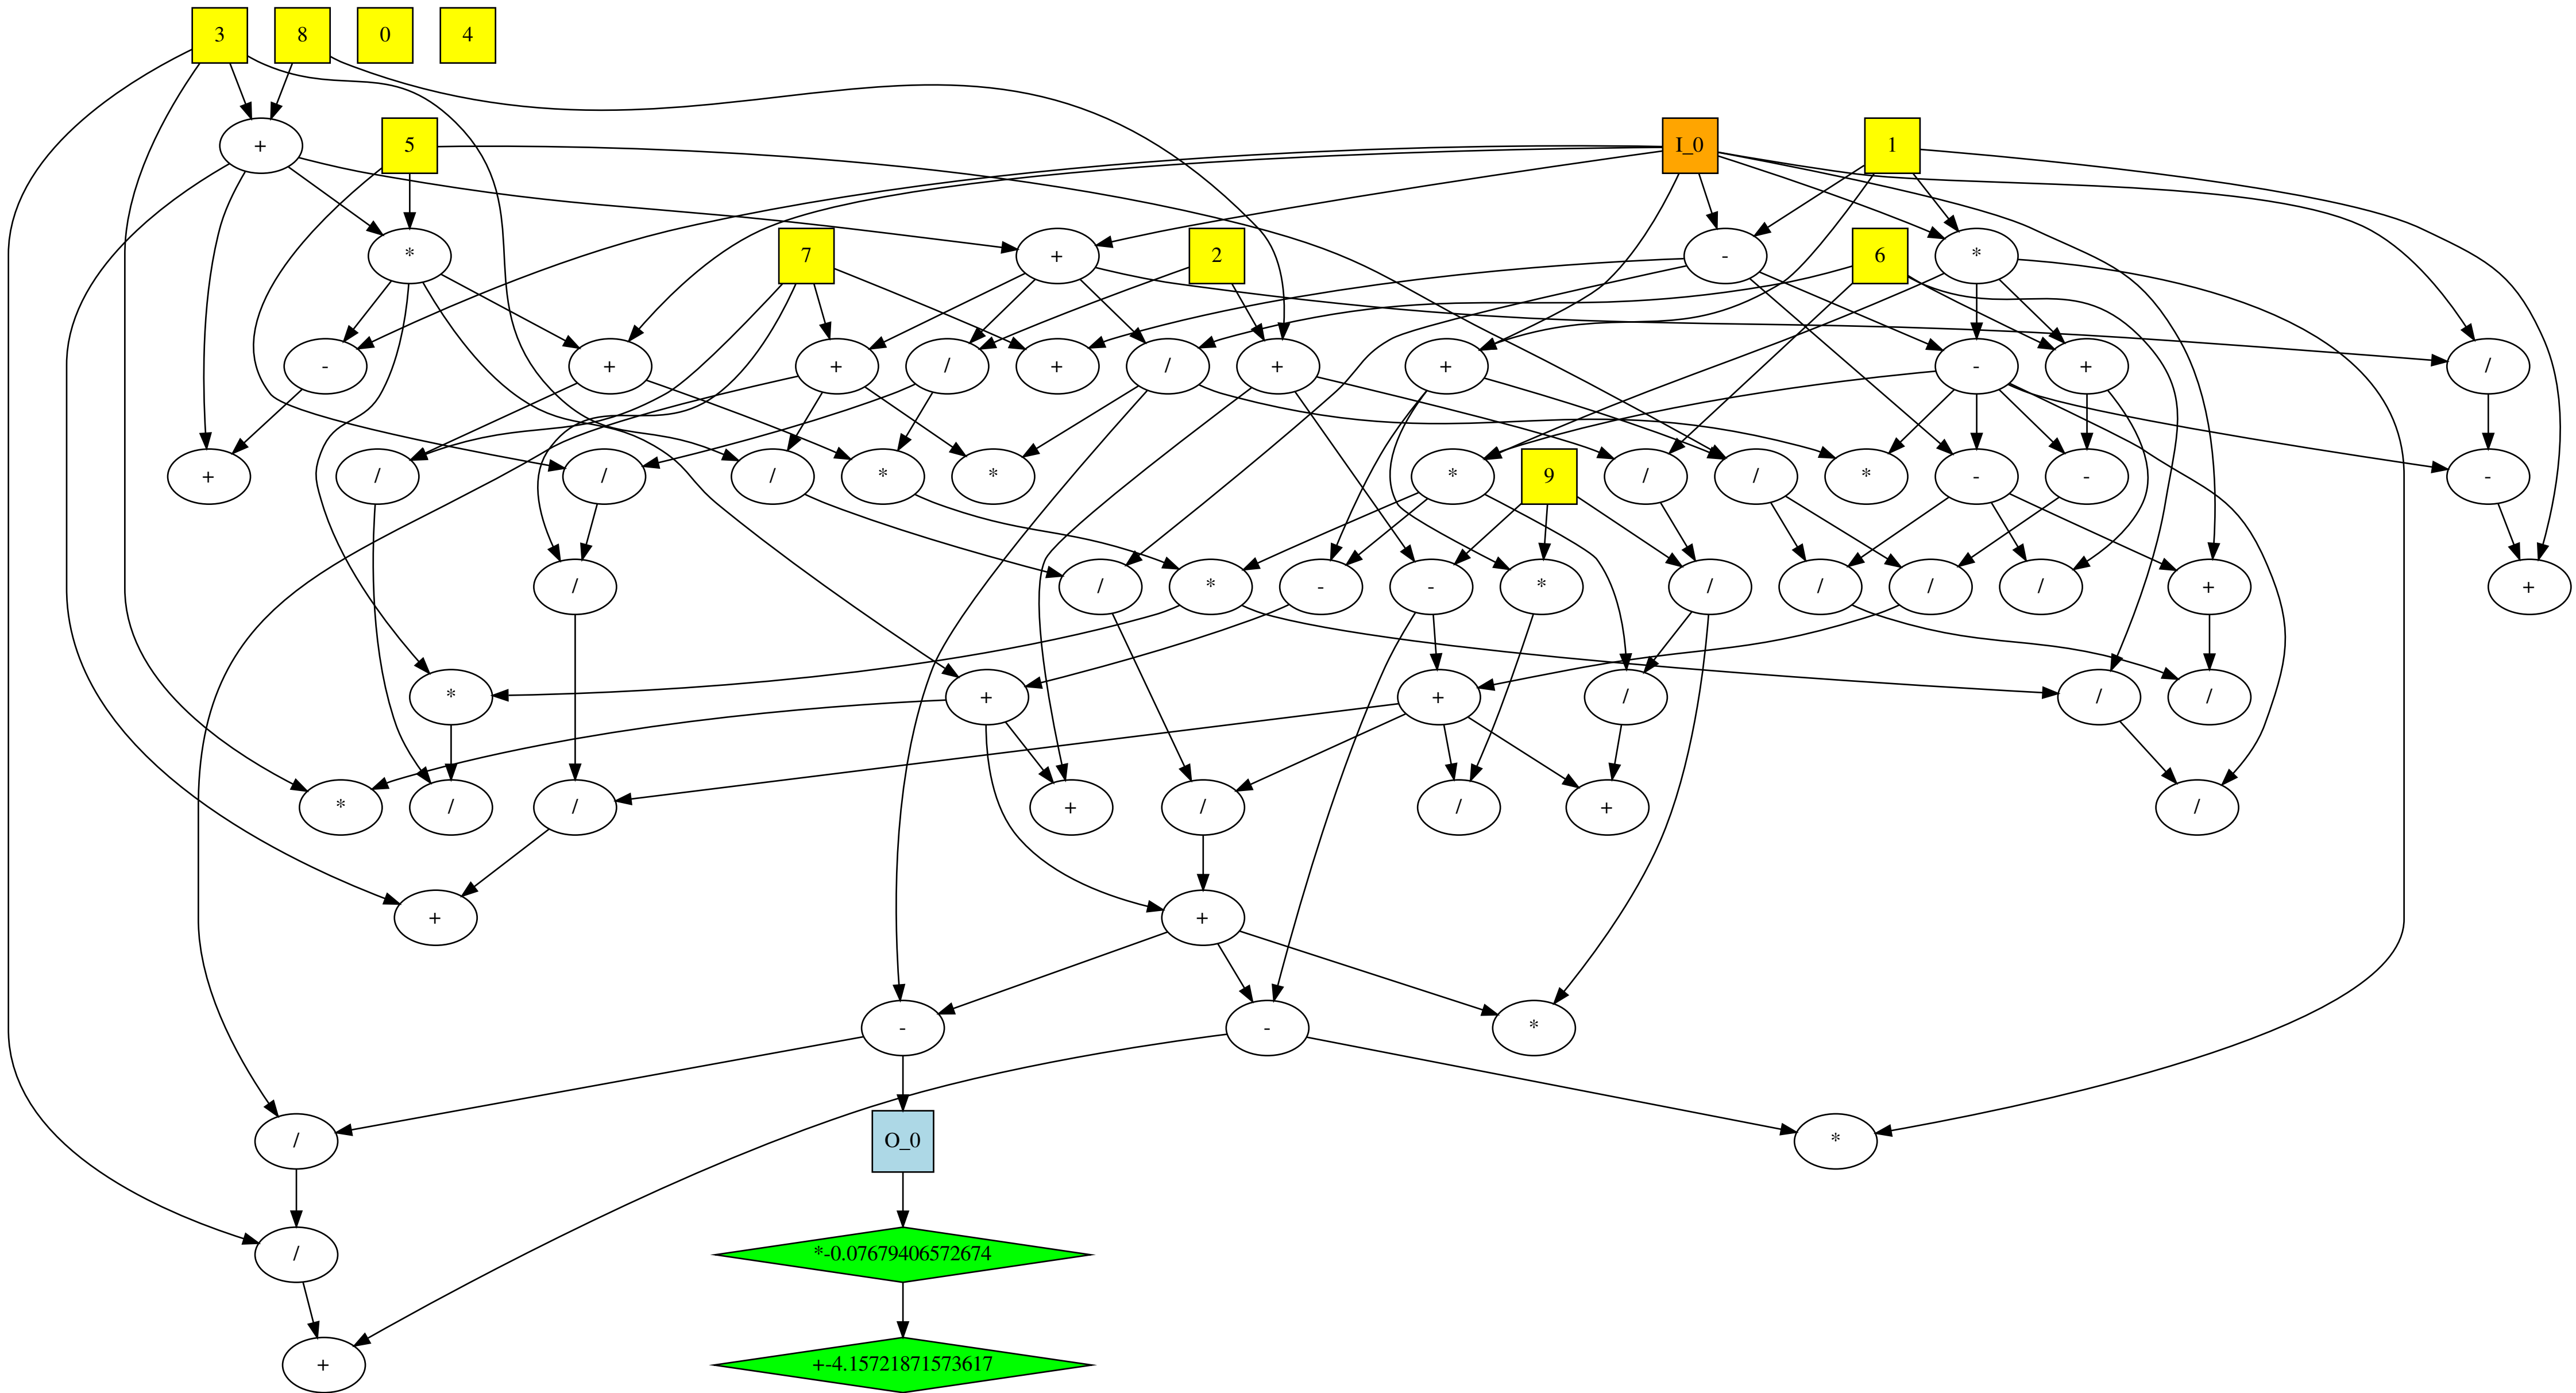 3 8 0 4
+ 5 I_0 1
* 7 + 2 - 6 *
- + + / + / + + - + /
+ / / / * * * 9 / / * - - -
/ / * - - * / / / / +
* + + / / /
* / / + / / + /
+ +
- - *
/ O_0 *
/ *-0.07679406572674
+ +-4.15721871573617